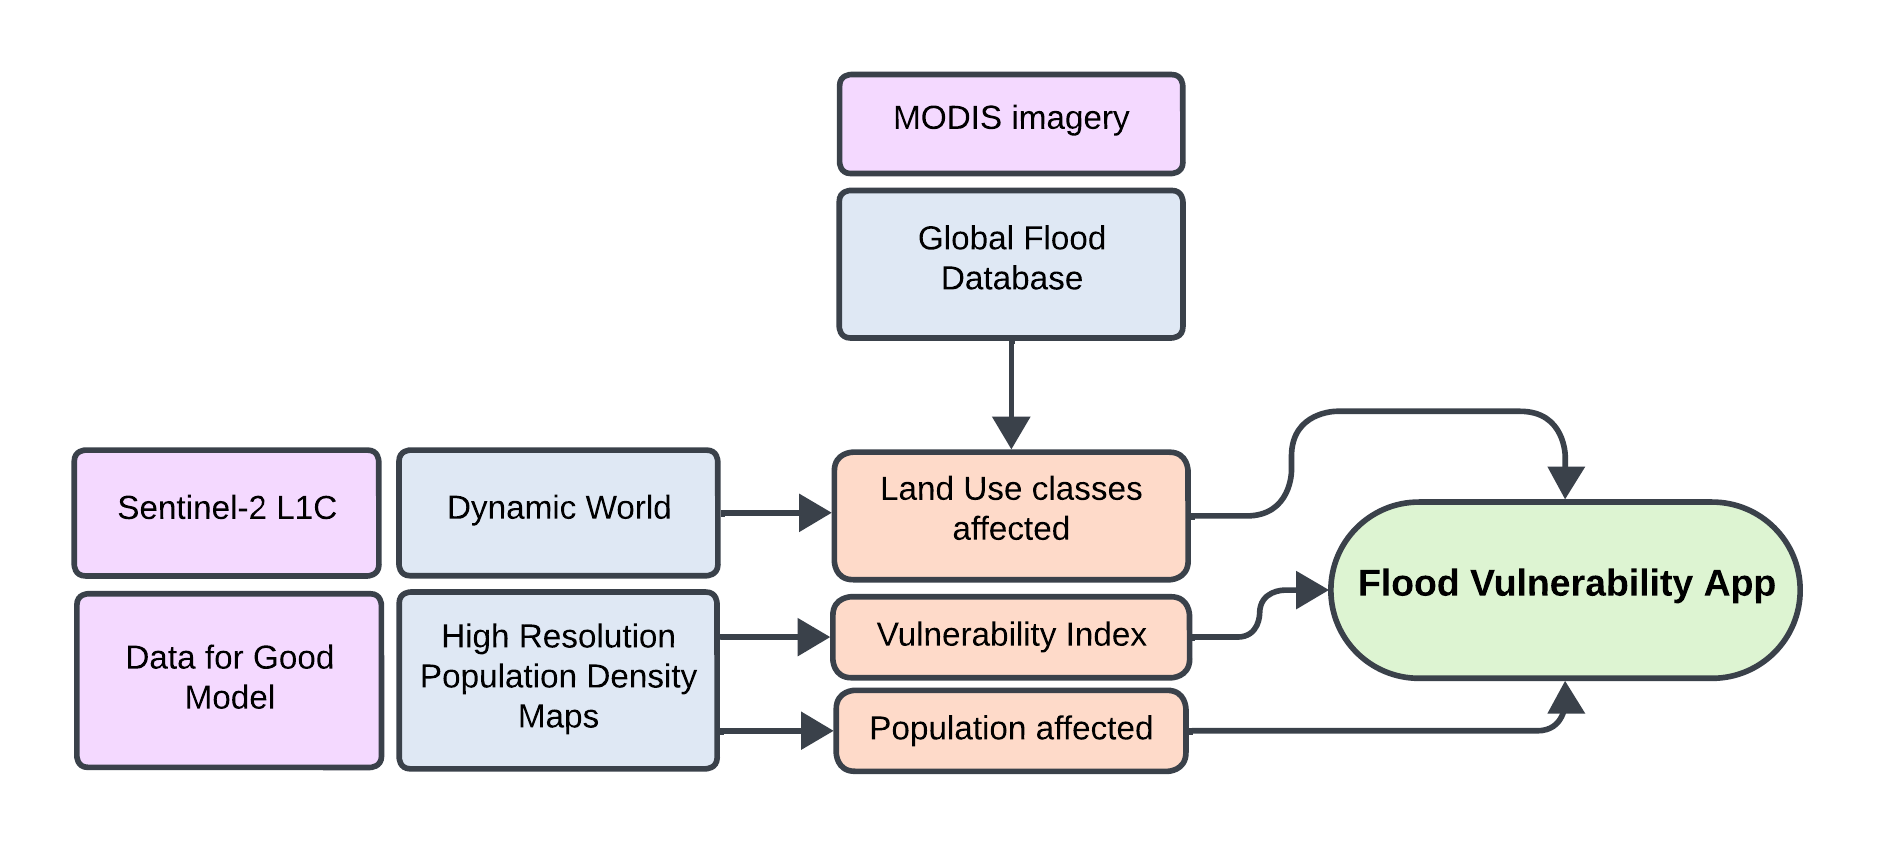 MODIS imagery
Global Flood
Database
Sentinel-2 L1C
Dynamic World
Land Use classes
affected
Data for Good
Model
High Resolution
Population Density
Maps
Vulnerability Index
Population affected
Flood Vulnerability App